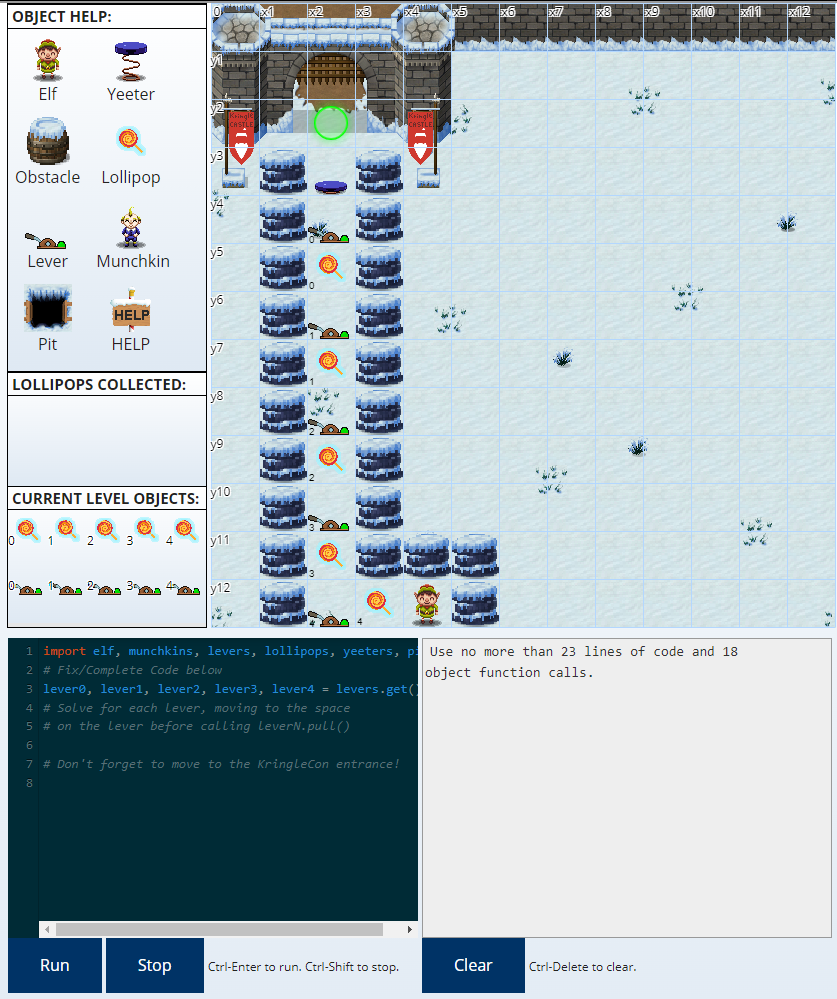 OBJECT HELP:
Elf
Yeeter
Obstacle
Lollipop
Lever
Munchkin
HELP
Pit
HELP
LOLLIPOPS COLLECTED:
CURRENT LEVEL OBJECTS:
0 1 2 3 4
0 1 2 3 4
0 x1 x2 x3 x4 x5 x6 x7 x8 x9 x10 x11 x12
y1
y2
Kringle CASTLE
Kringle CASTLE
y3
y4
0
y5
0
y6
1
y7
1
y8
2
y9
2
y10
3
y11
3
y12
4 4
1 import elf, munchkins, levers, lollipops, yeeters, pi
2 # Fix/Complete Code below
3 lever0, lever1, lever2, lever3, lever4 = levers.get()
4 # Solve for each lever, moving to the space
5 # on the lever before calling leverN.pull()
6
7 # Don't forget to move to the KringleCon entrance!
8
Use no more than 23 lines of code and 18
object function calls.
Run
Stop
Ctrl-Enter to run. Ctrl-Shift to stop.
Clear
Ctrl-Delete to clear.